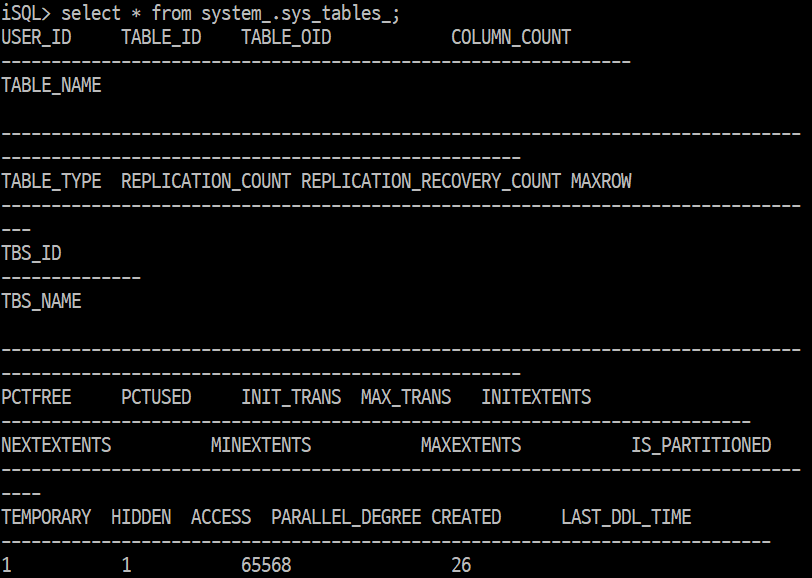 iSQL> select * from system_.sys_tables_;
USER_ID     TABLE_ID    TABLE_OID            COLUMN_COUNT
---------------------------------------------------------------
TABLE_NAME
--------------------------------------------------------------------------------
----------------------------------------------------
TABLE_TYPE  REPLICATION_COUNT REPLICATION_RECOVERY_COUNT MAXROW
--------------------------------------------------------------------------------
---
TBS_ID
--------------
TBS_NAME
--------------------------------------------------------------------------------
----------------------------------------------------
PCTFREE     PCTUSED     INIT_TRANS  MAX_TRANS   INITEXTENTS
---------------------------------------------------------------------------
NEXTEXTENTS          MINEXTENTS           MAXEXTENTS           IS_PARTITIONED
--------------------------------------------------------------------------------
----
TEMPORARY  HIDDEN  ACCESS  PARALLEL_DEGREE CREATED      LAST_DDL_TIME
-----------------------------------------------------------------------------
1           1           65568                26